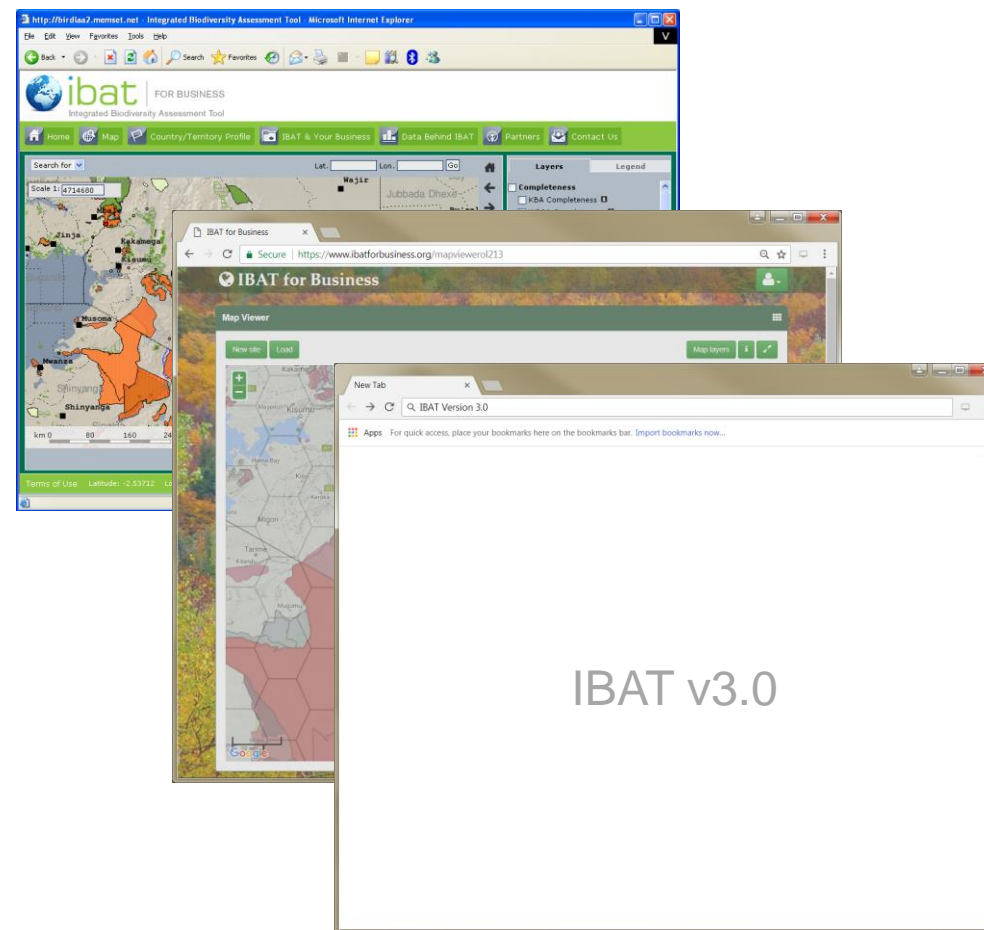 http://birdlaa2.memset.net - Integrated Biodiversity Assessment Tool - Microsoft Internet Explorer
File Edit View Favorites Tools Help
Back Search Favorites
ibat FOR BUSINESS
Integrated Biodiversity Assessment Tool
Home Map Country/Territory Profile IBAT & Your Business Data Behind IBAT Partners Contact Us
Search for Lat. Lon. Go Layers Legend
Scale 1: 4714680
Wajir
Jubbada Dhexe
Completeness
KBA Completeness
Mbale
Jinja
Kakamega
Kisumu
Musoma
Mwanza
Shinyanga
Shinyanga
km 0 80 160
Terms of Use Latitude: -2.53712
IBAT for Business
Secure https://www.ibatforbusiness.org/mapviewerol213
IBAT for Business
Map Viewer
New site Load Map layers i
Kisumu
Homa Bay
Kisii
Migori
Tarime
Google
New Tab
IBAT Version 3.0
Apps For quick access, place your bookmarks here on the bookmarks bar. Import bookmarks now...
IBAT v3.0